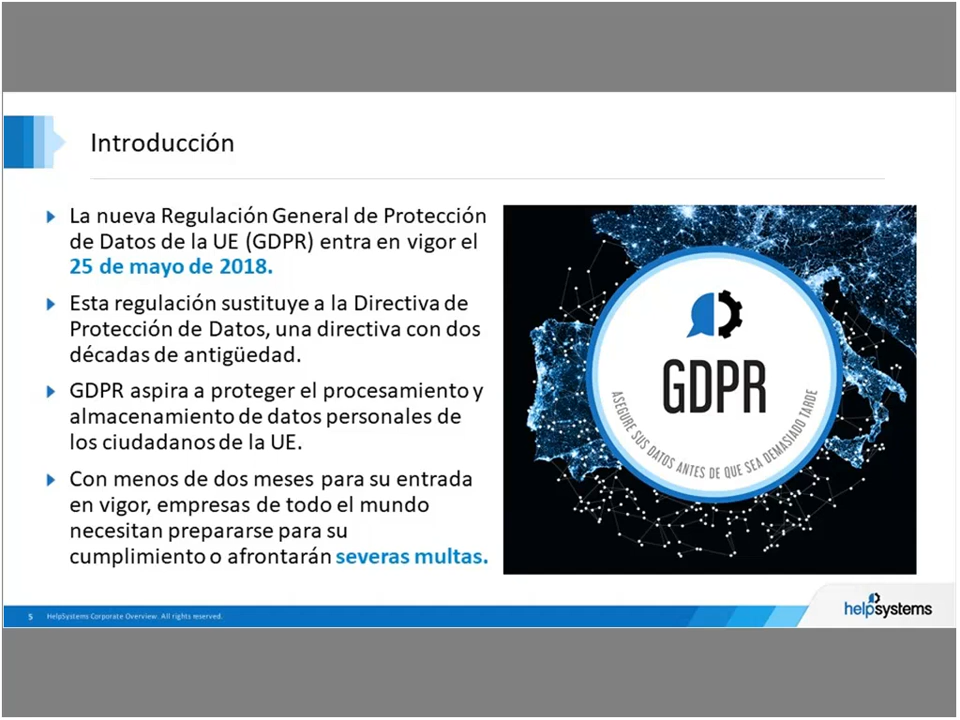 Introducción
La nueva Regulación General de Protección
de Datos de la UE (GDPR) entra en vigor el
25 de mayo de 2018.
Esta regulación sustituye a la Directiva de
Protección de Datos, una directiva con dos
décadas de antigüedad.
GDPR aspira a proteger el procesamiento y
almacenamiento de datos personales de
los ciudadanos de la UE.
Con menos de dos meses para su entrada
en vigor, empresas de todo el mundo
necesitan prepararse para su
cumplimiento o afrontarán severas multas.
GDPR
ASEGURE SUS DATOS ANTES DE QUE SEA DEMASIADO TARDE
5 HelpSystems Corporate Overview. All rights reserved.
helpsystems